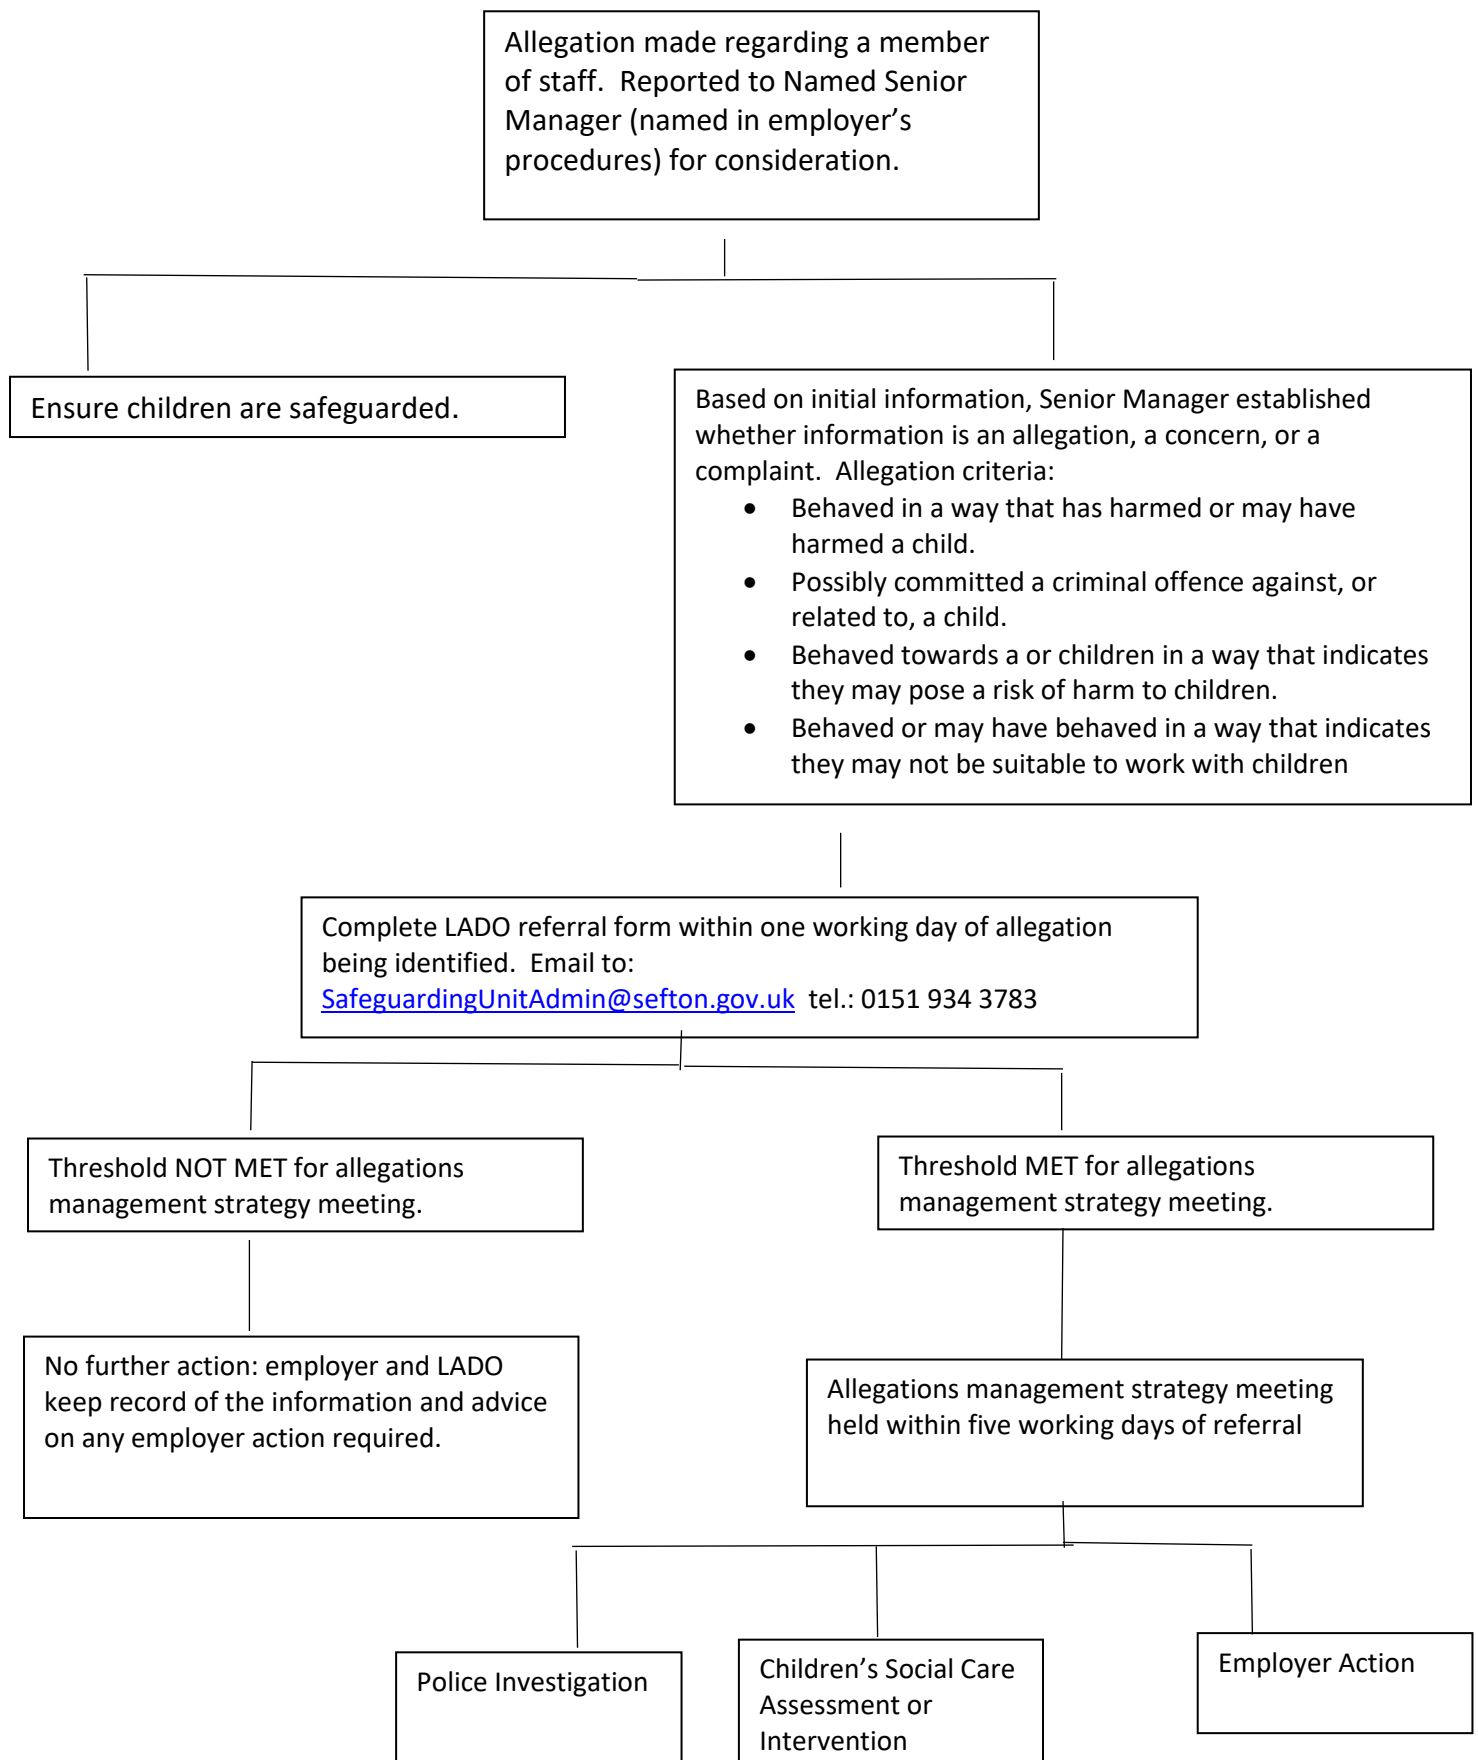 Allegation made regarding a member
of staff.  Reported to Named Senior
Manager (named in employer’s
procedures) for consideration.
Ensure children are safeguarded.
Based on initial information, Senior Manager established
whether information is an allegation, a concern, or a
complaint.  Allegation criteria:
• Behaved in a way that has harmed or may have
harmed a child.
• Possibly committed a criminal offence against, or
related to, a child.
• Behaved towards a or children in a way that indicates
they may pose a risk of harm to children.
• Behaved or may have behaved in a way that indicates
they may not be suitable to work with children
Complete LADO referral form within one working day of allegation
being identified.  Email to:
SafeguardingUnitAdmin@sefton.gov.uk  tel.: 0151 934 3783
Threshold NOT MET for allegations
management strategy meeting.
Threshold MET for allegations
management strategy meeting.
No further action: employer and LADO
keep record of the information and advice
on any employer action required.
Allegations management strategy meeting
held within five working days of referral
Police Investigation
Children’s Social Care
Assessment or
Intervention
Employer Action